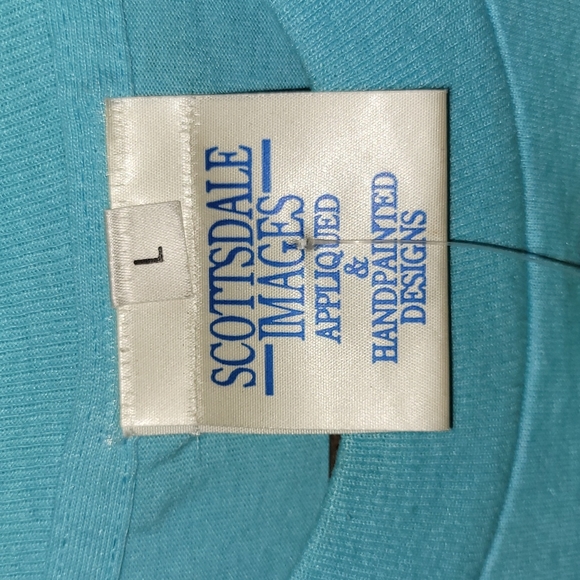 L
SCOTTSDALE
IMAGES
APPLIQUED
&
HANDPAINTED
DESIGNS